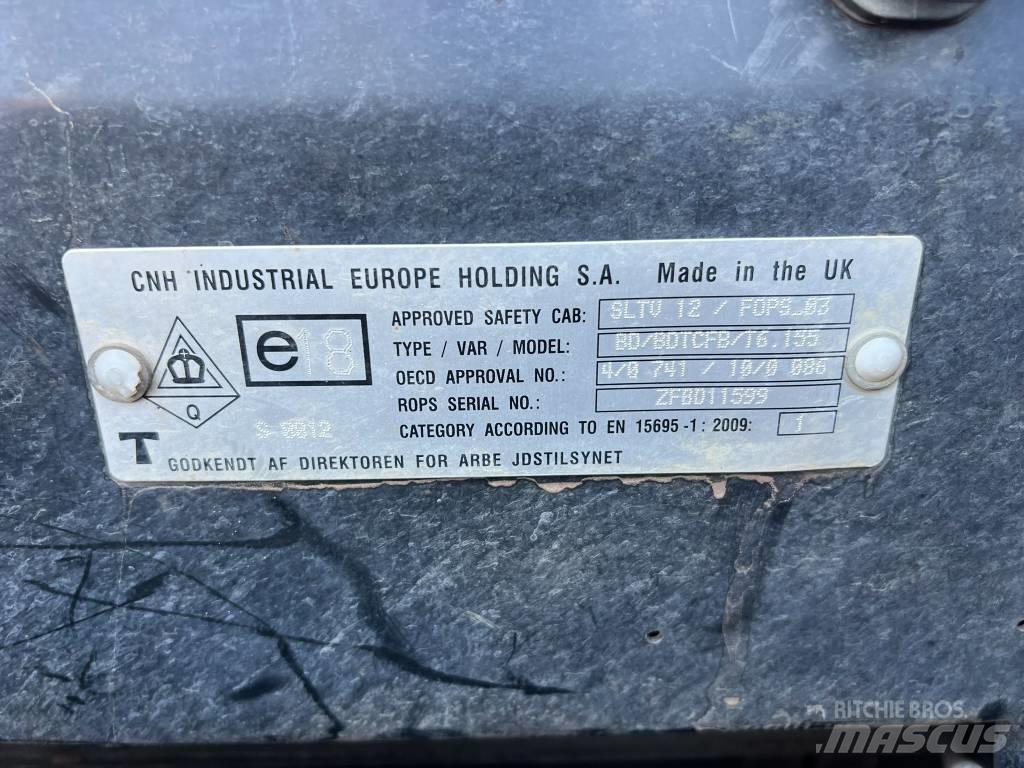 CNH INDUSTRIAL EUROPE HOLDING S.A. Made in the UK
APPROVED SAFETY CAB: SLTV 12 / FOPS_03
e18
TYPE / VAR / MODEL: BD/BDTCFB/T6.155
OECD APPROVAL NO.: 4/0 741 / 10/0 086
ROPS SERIAL NO.: ZFBD11599
Q
S-0012
CATEGORY ACCORDING TO EN 15695-1: 2009: 1
T GODKENDT AF DIREKTOREN FOR ARBE JDSTILSYNET
RITCHIE BROS.
MASCUS